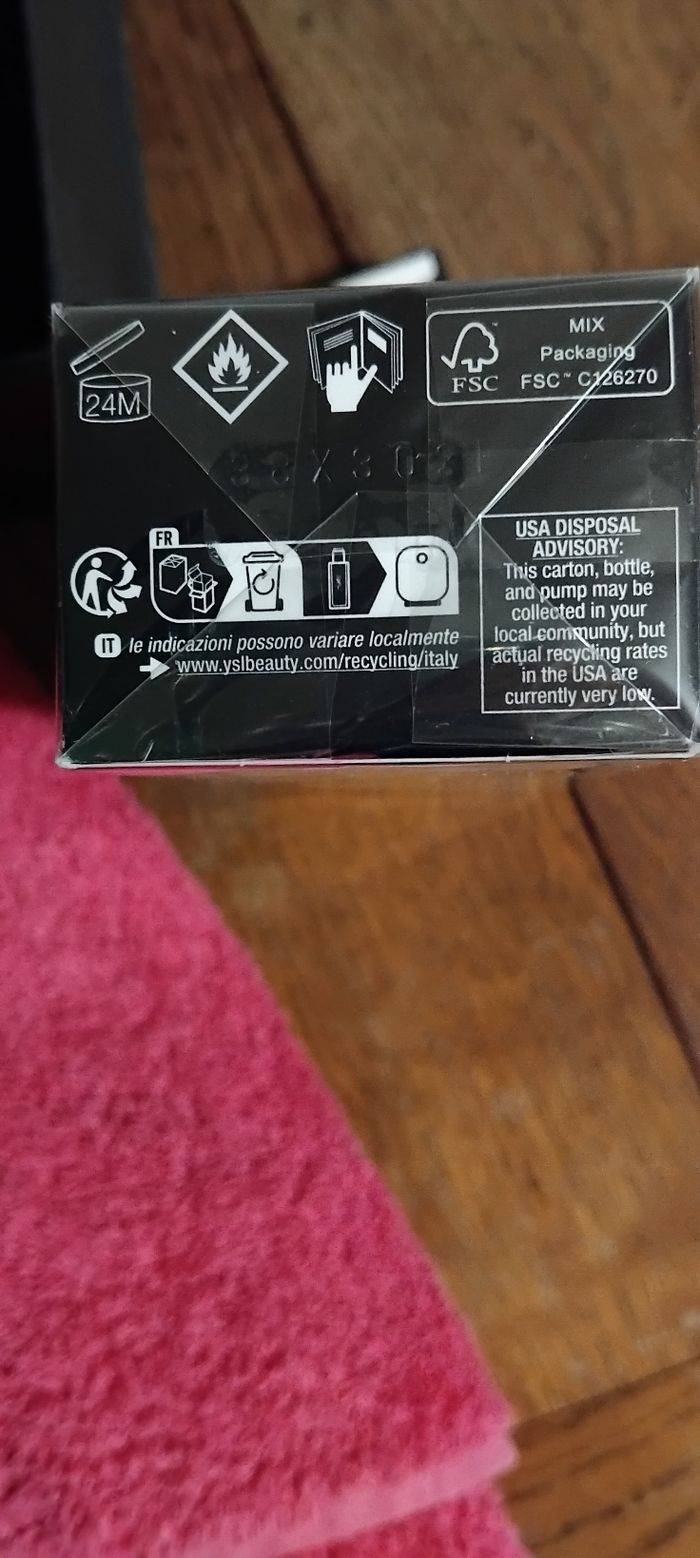 24M
FSC™
MIX
Packaging
FSC™ C126270
FR
IT le indicazioni possono variare localmente
www.yslbeauty.com/recycling/italy
USA DISPOSAL
ADVISORY:
This carton, bottle,
and pump may be
collected in your
local community, but
actual recycling rates
in the USA are
currently very low.